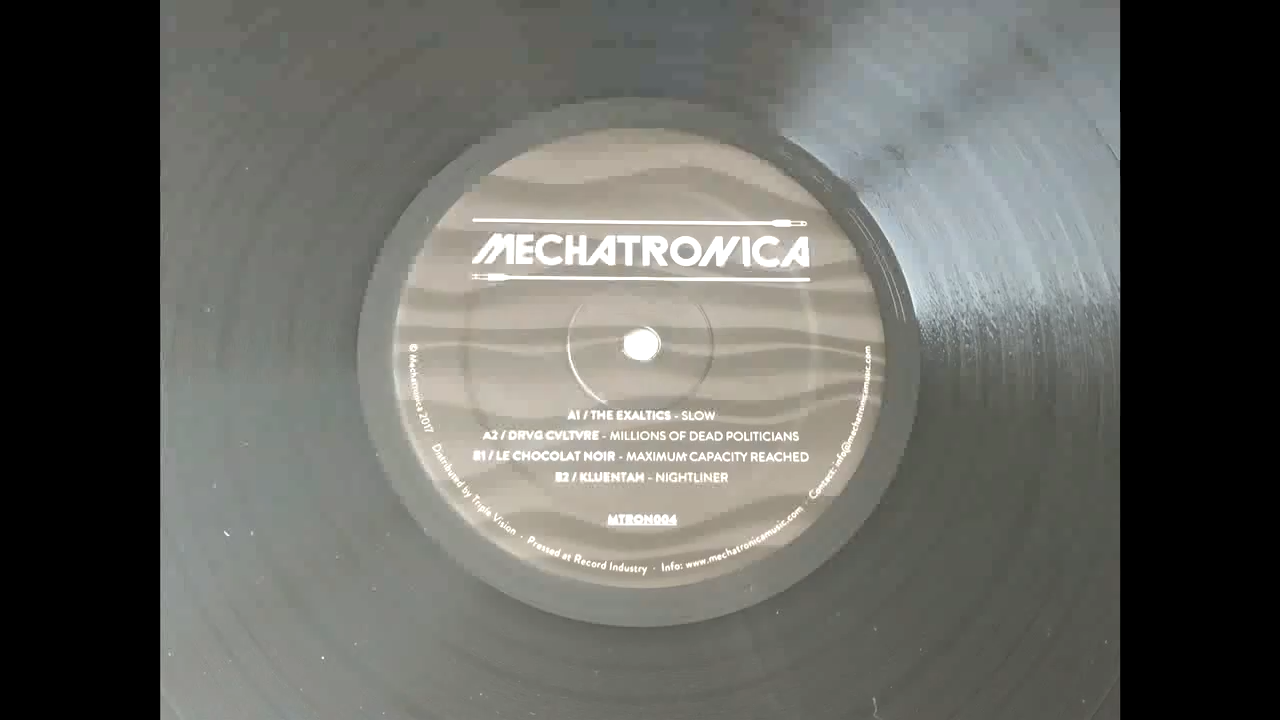 MECHATRONICA
A1 / THE EXALTICS - SLOW
A2 / DRVG CVLTVRE - MILLIONS OF DEAD POLITICIANS
B1 / LE CHOCOLAT NOIR - MAXIMUM CAPACITY REACHED
B2 / KLUENTAH - NIGHTLINER
MTRON004
© Mechatronica 2017 Distributed by Triple Vision · Pressed at Record Industry · Info: www.mechatronicamusic.com · Contact: info@mechatronicamusic.com